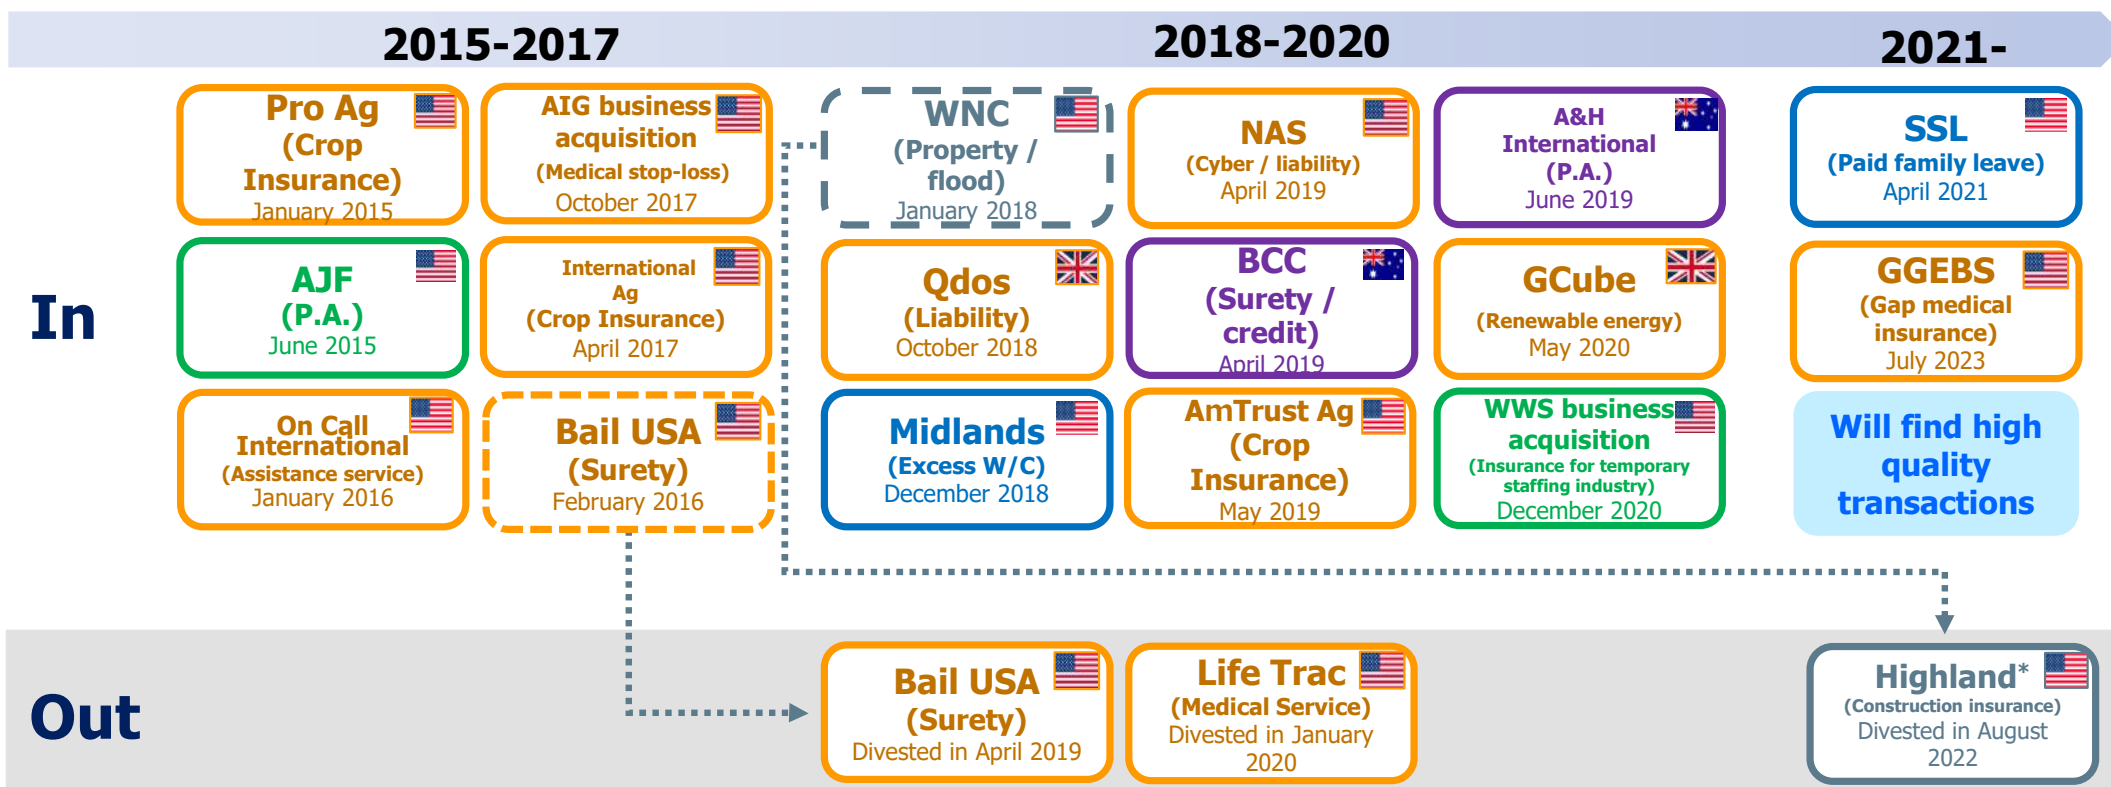 2015-2017
2018-2020
2021-
In
Pro Ag
(Crop
Insurance)
January 2015
AIG business
acquisition
(Medical stop-loss)
October 2017
AJF
(P.A.)
June 2015
International
Ag
(Crop Insurance)
April 2017
On Call
International
(Assistance service)
January 2016
Bail USA
(Surety)
February 2016
WNC
(Property /
flood)
January 2018
NAS
(Cyber / liability)
April 2019
A&H
International
(P.A.)
June 2019
Qdos
(Liability)
October 2018
BCC
(Surety /
credit)
April 2019
GCube
(Renewable energy)
May 2020
Midlands
(Excess W/C)
December 2018
AmTrust Ag
(Crop
Insurance)
May 2019
WWS business
acquisition
(Insurance for temporary
staffing industry)
December 2020
SSL
(Paid family leave)
April 2021
GGEBS
(Gap medical
insurance)
July 2023
Will find high
quality
transactions
Out
Bail USA
(Surety)
Divested in April 2019
Life Trac
(Medical Service)
Divested in January
2020
Highland*
(Construction insurance)
Divested in August
2022